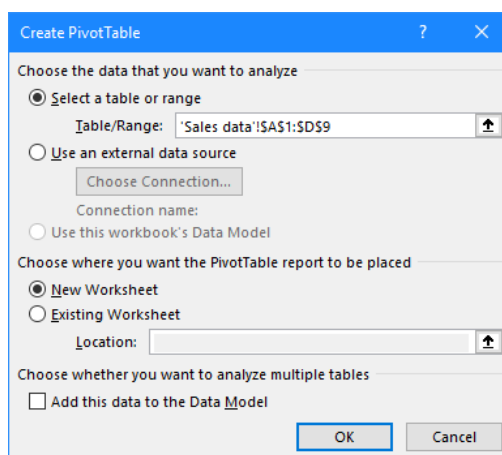 Create PivotTable ?
Choose the data that you want to analyze
Select a table or range
Table/Range: 'Sales data'!$A$1:$D$9
Use an external data source
Choose Connection...
Connection name:
Use this workbook's Data Model
Choose where you want the PivotTable report to be placed
New Worksheet
Existing Worksheet
Location:
Choose whether you want to analyze multiple tables
Add this data to the Data Model
OK Cancel